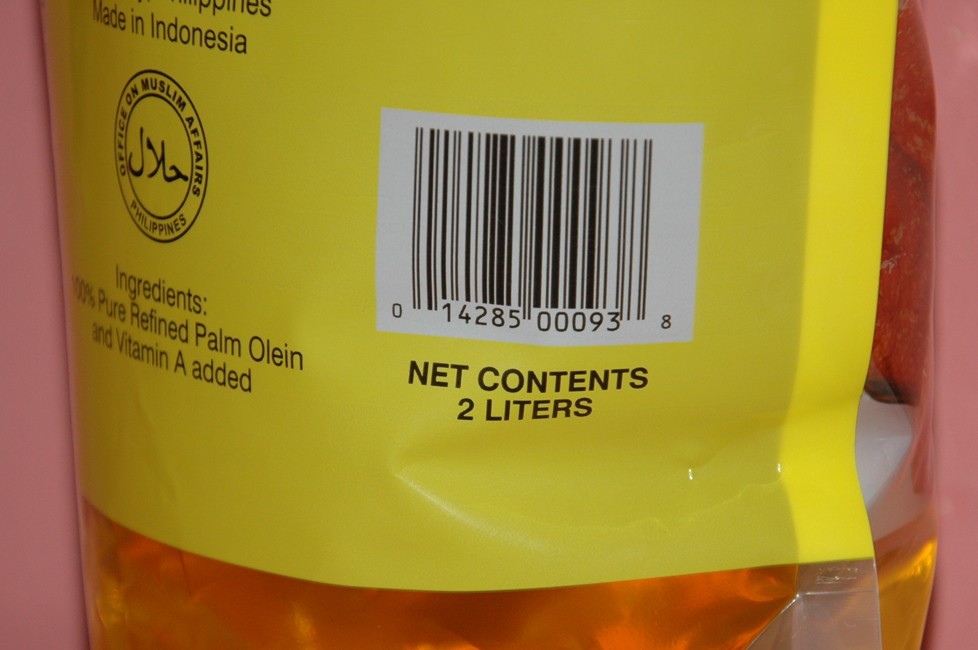 Philippines
Made in Indonesia
OFFICE ON MUSLIM AFFAIRS
حلال
PHILIPPINES
Ingredients:
100% Pure Refined Palm Olein
and Vitamin A added
0 14285 00093 8
NET CONTENTS
2 LITERS